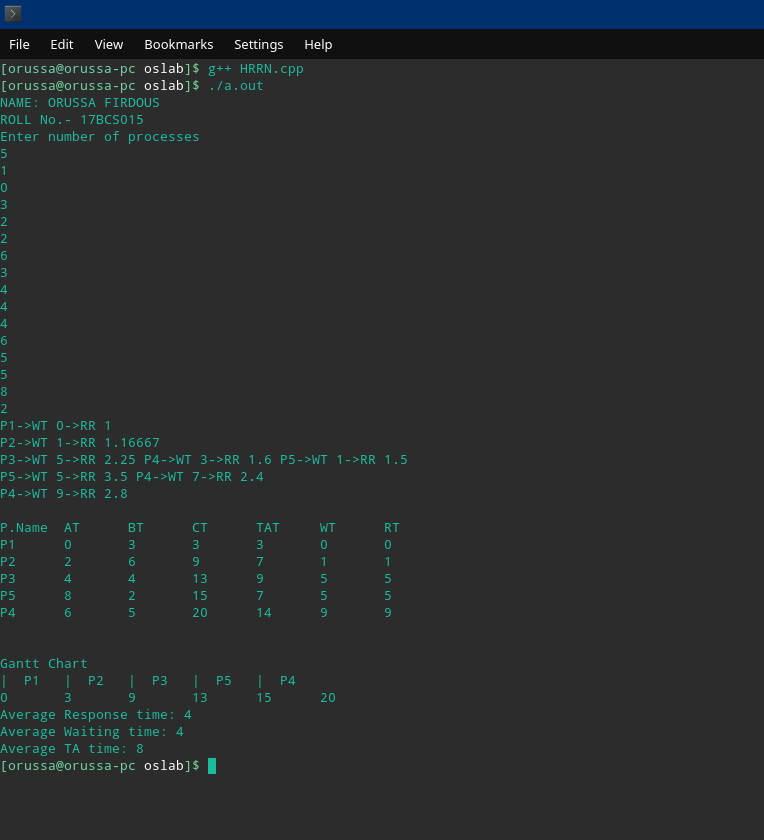 File Edit View Bookmarks Settings Help
[orussa@orussa-pc oslab]$ g++ HRRN.cpp
[orussa@orussa-pc oslab]$ ./a.out
NAME: ORUSSA FIRDOUS
ROLL No.- 17BCS015
Enter number of processes
5
1
0
3
2
2
6
3
4
4
4
6
5
5
8
2
P1->WT 0->RR 1
P2->WT 1->RR 1.16667
P3->WT 5->RR 2.25 P4->WT 3->RR 1.6 P5->WT 1->RR 1.5
P5->WT 5->RR 3.5 P4->WT 7->RR 2.4
P4->WT 9->RR 2.8
P.Name AT BT CT TAT WT RT
P1 0 3 3 3 0 0
P2 2 6 9 7 1 1
P3 4 4 13 9 5 5
P5 8 2 15 7 5 5
P4 6 5 20 14 9 9
Gantt Chart
| P1 | P2 | P3 | P5 | P4
0 3 9 13 15 20
Average Response time: 4
Average Waiting time: 4
Average TA time: 8
[orussa@orussa-pc oslab]$